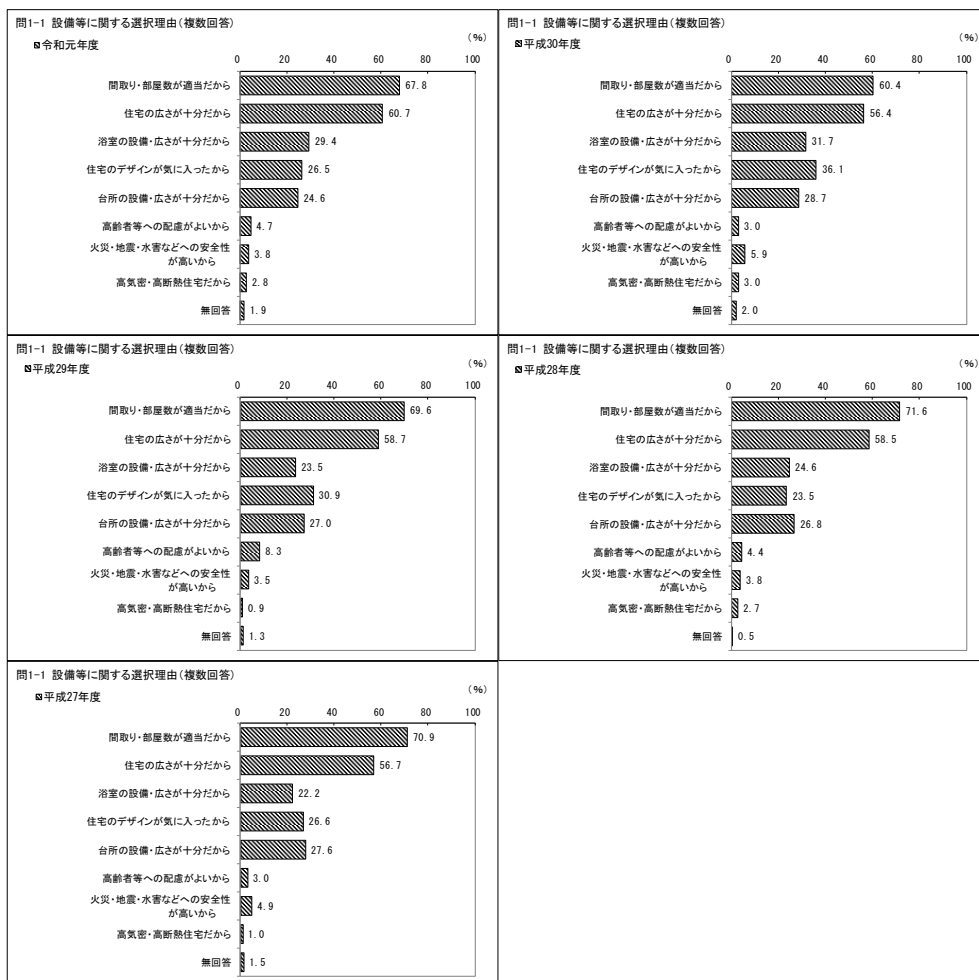 問1-1 設備等に関する選択理由(複数回答)
令和元年度
(%)
0 20 40 60 80 100
間取り・部屋数が適当だから 67.8
住宅の広さが十分だから 60.7
浴室の設備・広さが十分だから 29.4
住宅のデザインが気に入ったから 26.5
台所の設備・広さが十分だから 24.6
高齢者等への配慮がよいから 4.7
火災・地震・水害などへの安全性
が高いから 3.8
高気密・高断熱住宅だから 2.8
無回答 1.9
問1-1 設備等に関する選択理由(複数回答)
平成30年度
(%)
0 20 40 60 80 100
間取り・部屋数が適当だから 60.4
住宅の広さが十分だから 56.4
浴室の設備・広さが十分だから 31.7
住宅のデザインが気に入ったから 36.1
台所の設備・広さが十分だから 28.7
高齢者等への配慮がよいから 3.0
火災・地震・水害などへの安全性
が高いから 5.9
高気密・高断熱住宅だから 3.0
無回答 2.0
問1-1 設備等に関する選択理由(複数回答)
平成29年度
(%)
0 20 40 60 80 100
間取り・部屋数が適当だから 69.6
住宅の広さが十分だから 58.7
浴室の設備・広さが十分だから 23.5
住宅のデザインが気に入ったから 30.9
台所の設備・広さが十分だから 27.0
高齢者等への配慮がよいから 8.3
火災・地震・水害などへの安全性
が高いから 3.5
高気密・高断熱住宅だから 0.9
無回答 1.3
問1-1 設備等に関する選択理由(複数回答)
平成28年度
(%)
0 20 40 60 80 100
間取り・部屋数が適当だから 71.6
住宅の広さが十分だから 58.5
浴室の設備・広さが十分だから 24.6
住宅のデザインが気に入ったから 23.5
台所の設備・広さが十分だから 26.8
高齢者等への配慮がよいから 4.4
火災・地震・水害などへの安全性
が高いから 3.8
高気密・高断熱住宅だから 2.7
無回答 0.5
問1-1 設備等に関する選択理由(複数回答)
平成27年度
(%)
0 20 40 60 80 100
間取り・部屋数が適当だから 70.9
住宅の広さが十分だから 56.7
浴室の設備・広さが十分だから 22.2
住宅のデザインが気に入ったから 26.6
台所の設備・広さが十分だから 27.6
高齢者等への配慮がよいから 3.0
火災・地震・水害などへの安全性
が高いから 4.9
高気密・高断熱住宅だから 1.0
無回答 1.5